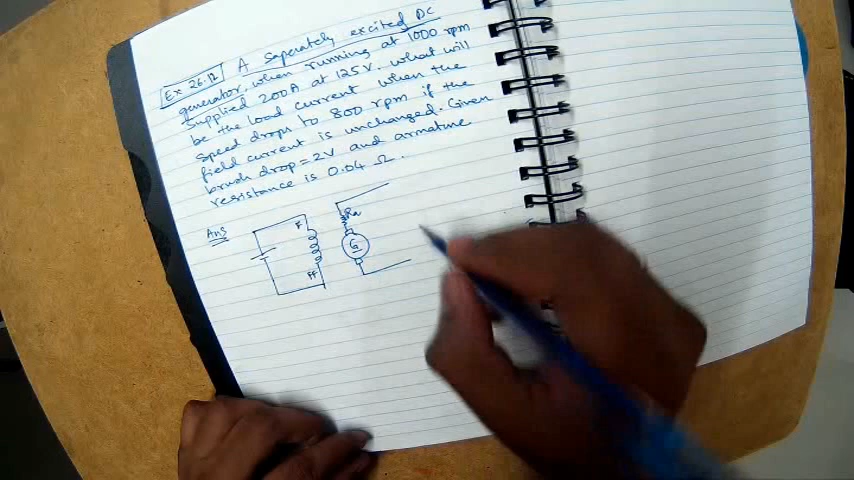 Ex 26.12 A saperately excited DC
generator, when running at 1000 rpm
supplied 200A at 125V. what will
be the load current when the
speed drops to 800 rpm if the
field current is unchanged. Given
brush drop = 2V and armature
resistance is 0.04 Ω.
Ans
F
Ra
G
FF